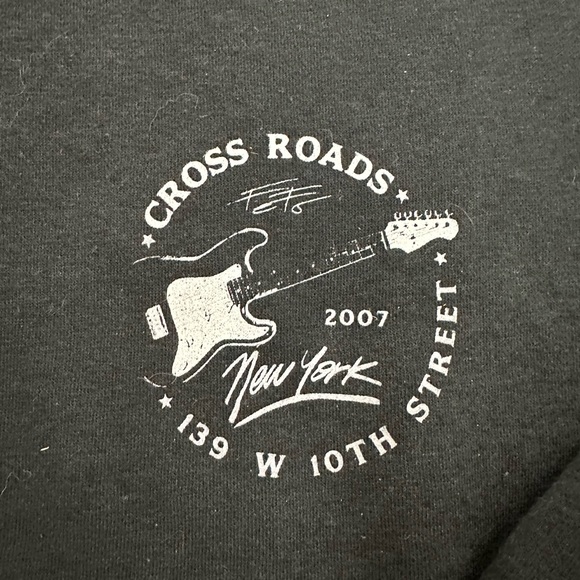 CROSS ROADS
2007
New York
139 W 10TH STREET